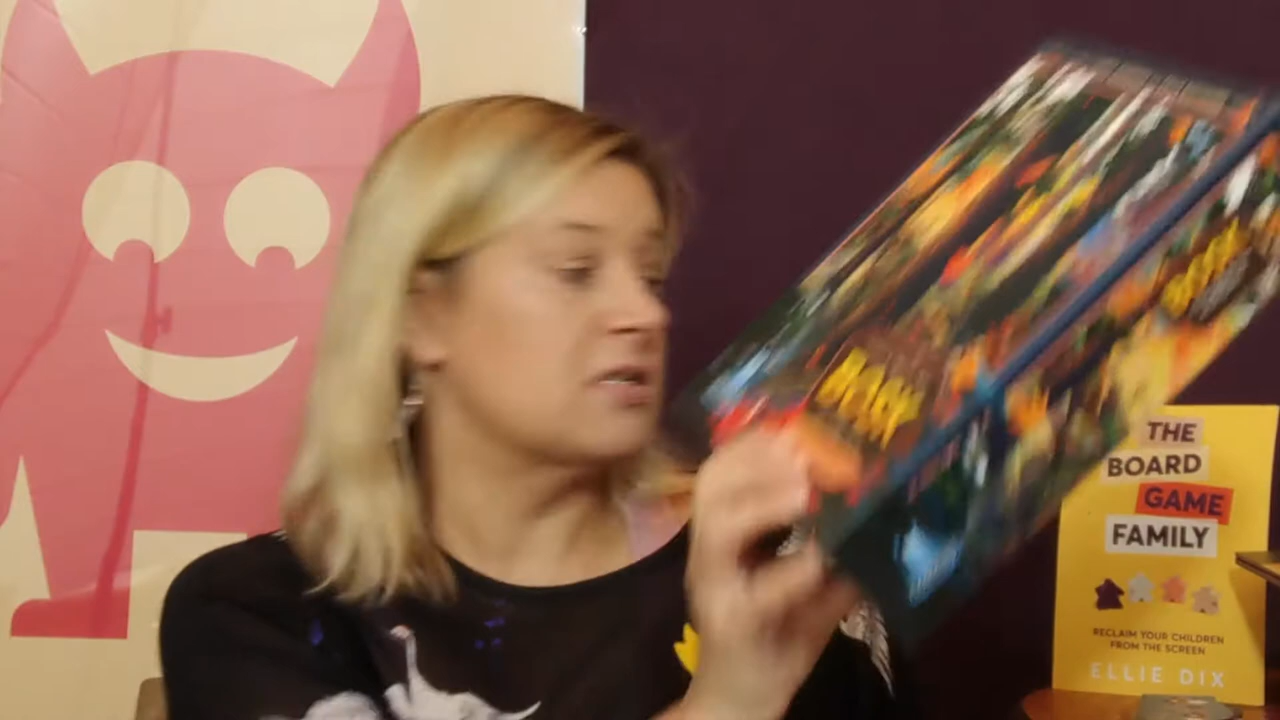 THE
BOARD
GAME
FAMILY
RECLAIM YOUR CHILDREN
FROM THE SCREEN
ELLIE DIX